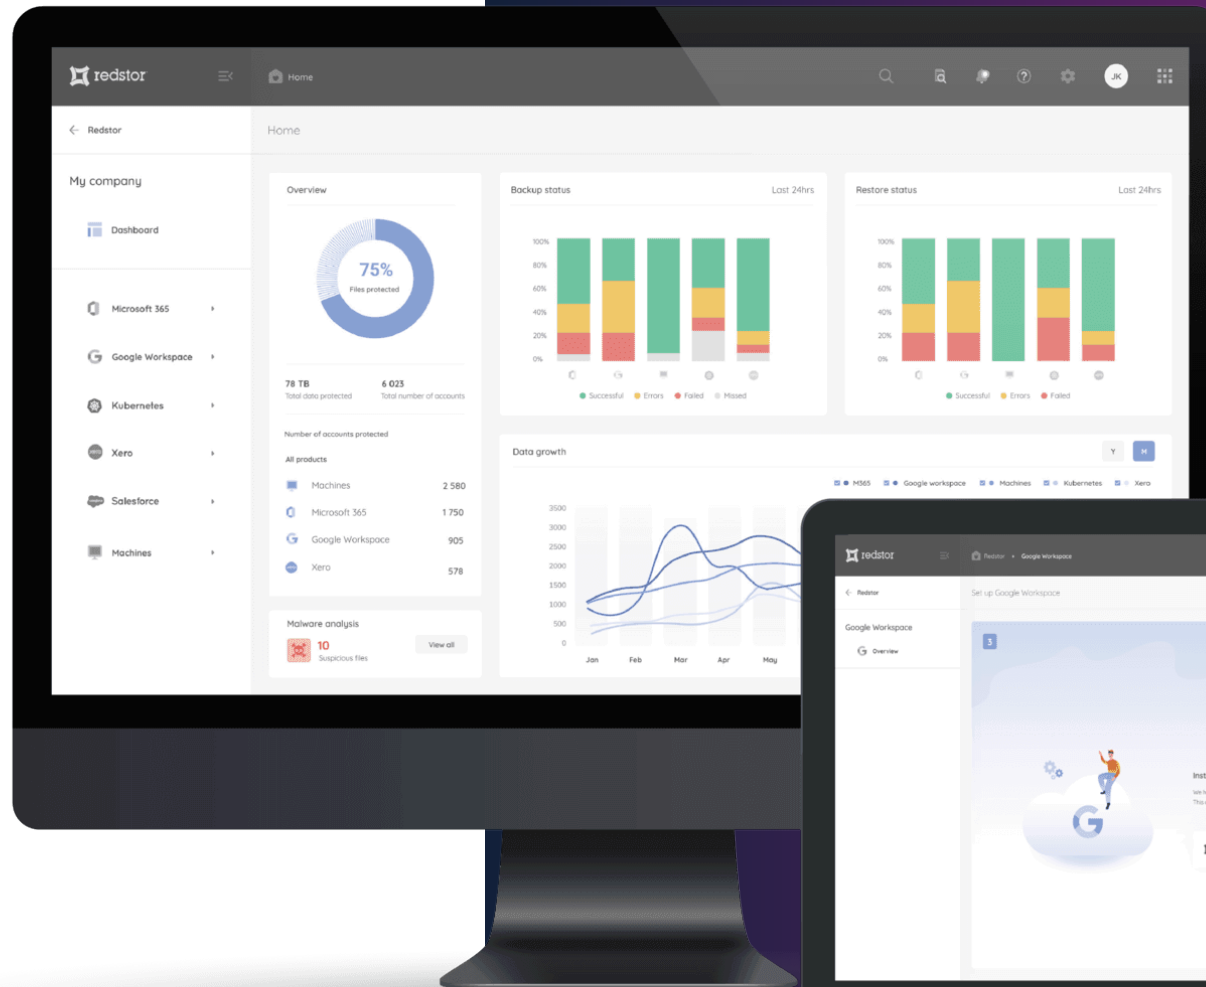 redstor
Home
JK
Redstor
Home
My company
Dashboard
Microsoft 365
Google Workspace
Kubernetes
Xero
Salesforce
Machines
Overview
75%
Files protected
78 TB
6 023
Total data protected
Total number of accounts
Number of accounts protected
All products
Machines 2 580
Microsoft 365 1 750
Google Workspace 905
Xero 578
Malware analysis
10
Suspicious files
View all
Backup status Last 24hrs
100%
80%
60%
40%
20%
0%
Successful Errors Failed Missed
Restore status Last 24hrs
100%
80%
60%
40%
20%
0%
Successful Errors Failed
Data growth
Y M
M365 Google workspace Machines Kubernetes Xero
3500
3000
2500
2000
1500
1000
500
0
Jan Feb Mar Apr May
redstor
Redstor • Google Workspace
Redstor
Set up Google Workspace
Google Workspace
Overview
3
Inst